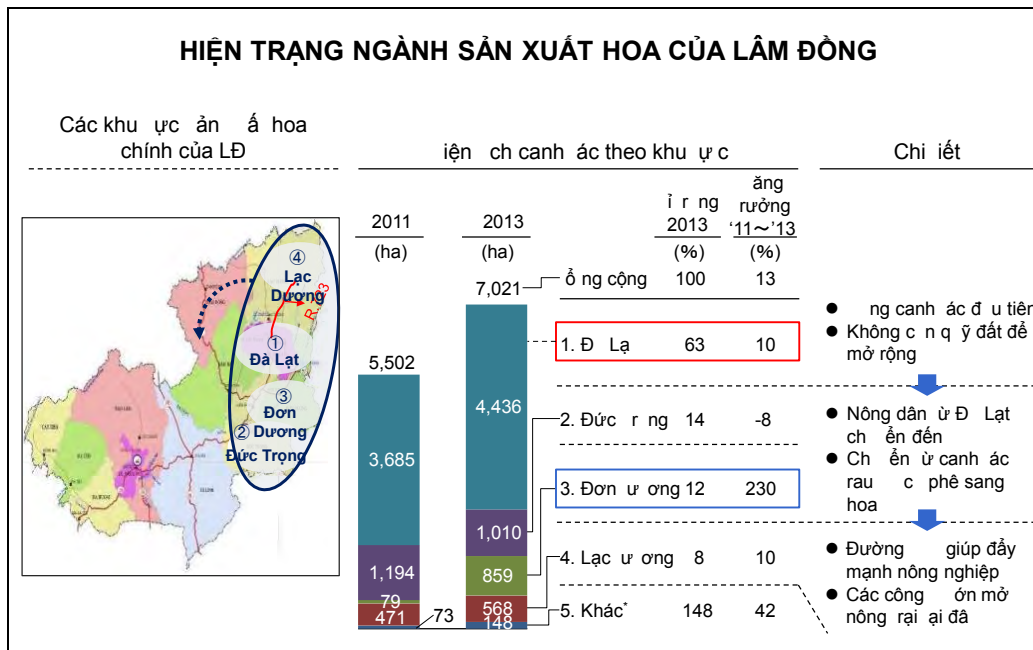 HIỆN TRẠNG NGÀNH SẢN XUẤT HOA CỦA LÂM ĐỒNG
Các khu ực ản ấ hoa
chính của LĐ
iện ch canh ác theo khu ự c
Chi iết
2011
(ha)
2013
(ha)
ỉ r ng
2013
(%)
ăng
rưởng
'11~'13
(%)
④
Lạc
Dương
①
Đà Lạt
③
Đơn
② Dương
Đức Trọng
5,502
3,685
1,194
79
471
73
7,021
4,436
1,010
859
568
148
ổ ng cộng 100 13
1. Đ Lạ 63 10
2. Đức r ng 14 -8
3. Đơn ương 12 230
4. Lạc ương 8 10
5. Khác* 148 42
● ng canh ác đ u tiên
● Không c n q ỹ đất để
mở rộng
● Nông dân ừ Đ Lạt
ch ển đến
● Ch ển ừ canh ác
rau c phê sang
hoa
● Đường giúp đẩy
mạnh nông nghiệp
● Các công ớn mở
nông rại ại đâ